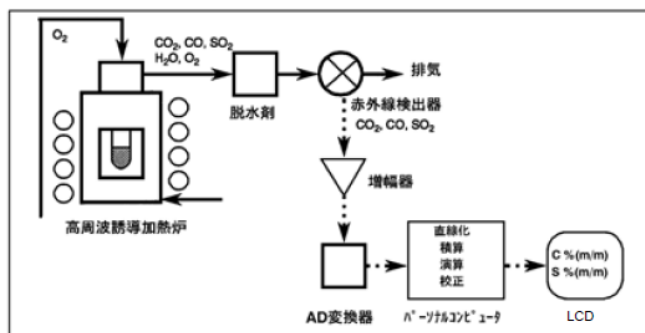 O₂
CO₂, CO, SO₂
H₂O, O₂
脱水剤
排気
赤外線検出器
CO₂, CO, SO₂
増幅器
高周波誘導加熱炉
直線化
積算
演算
校正
C %(m/m)
S %(m/m)
AD変換器
ﾊﾟｰｿﾅﾙｺﾝﾋﾟｭｰﾀ
LCD